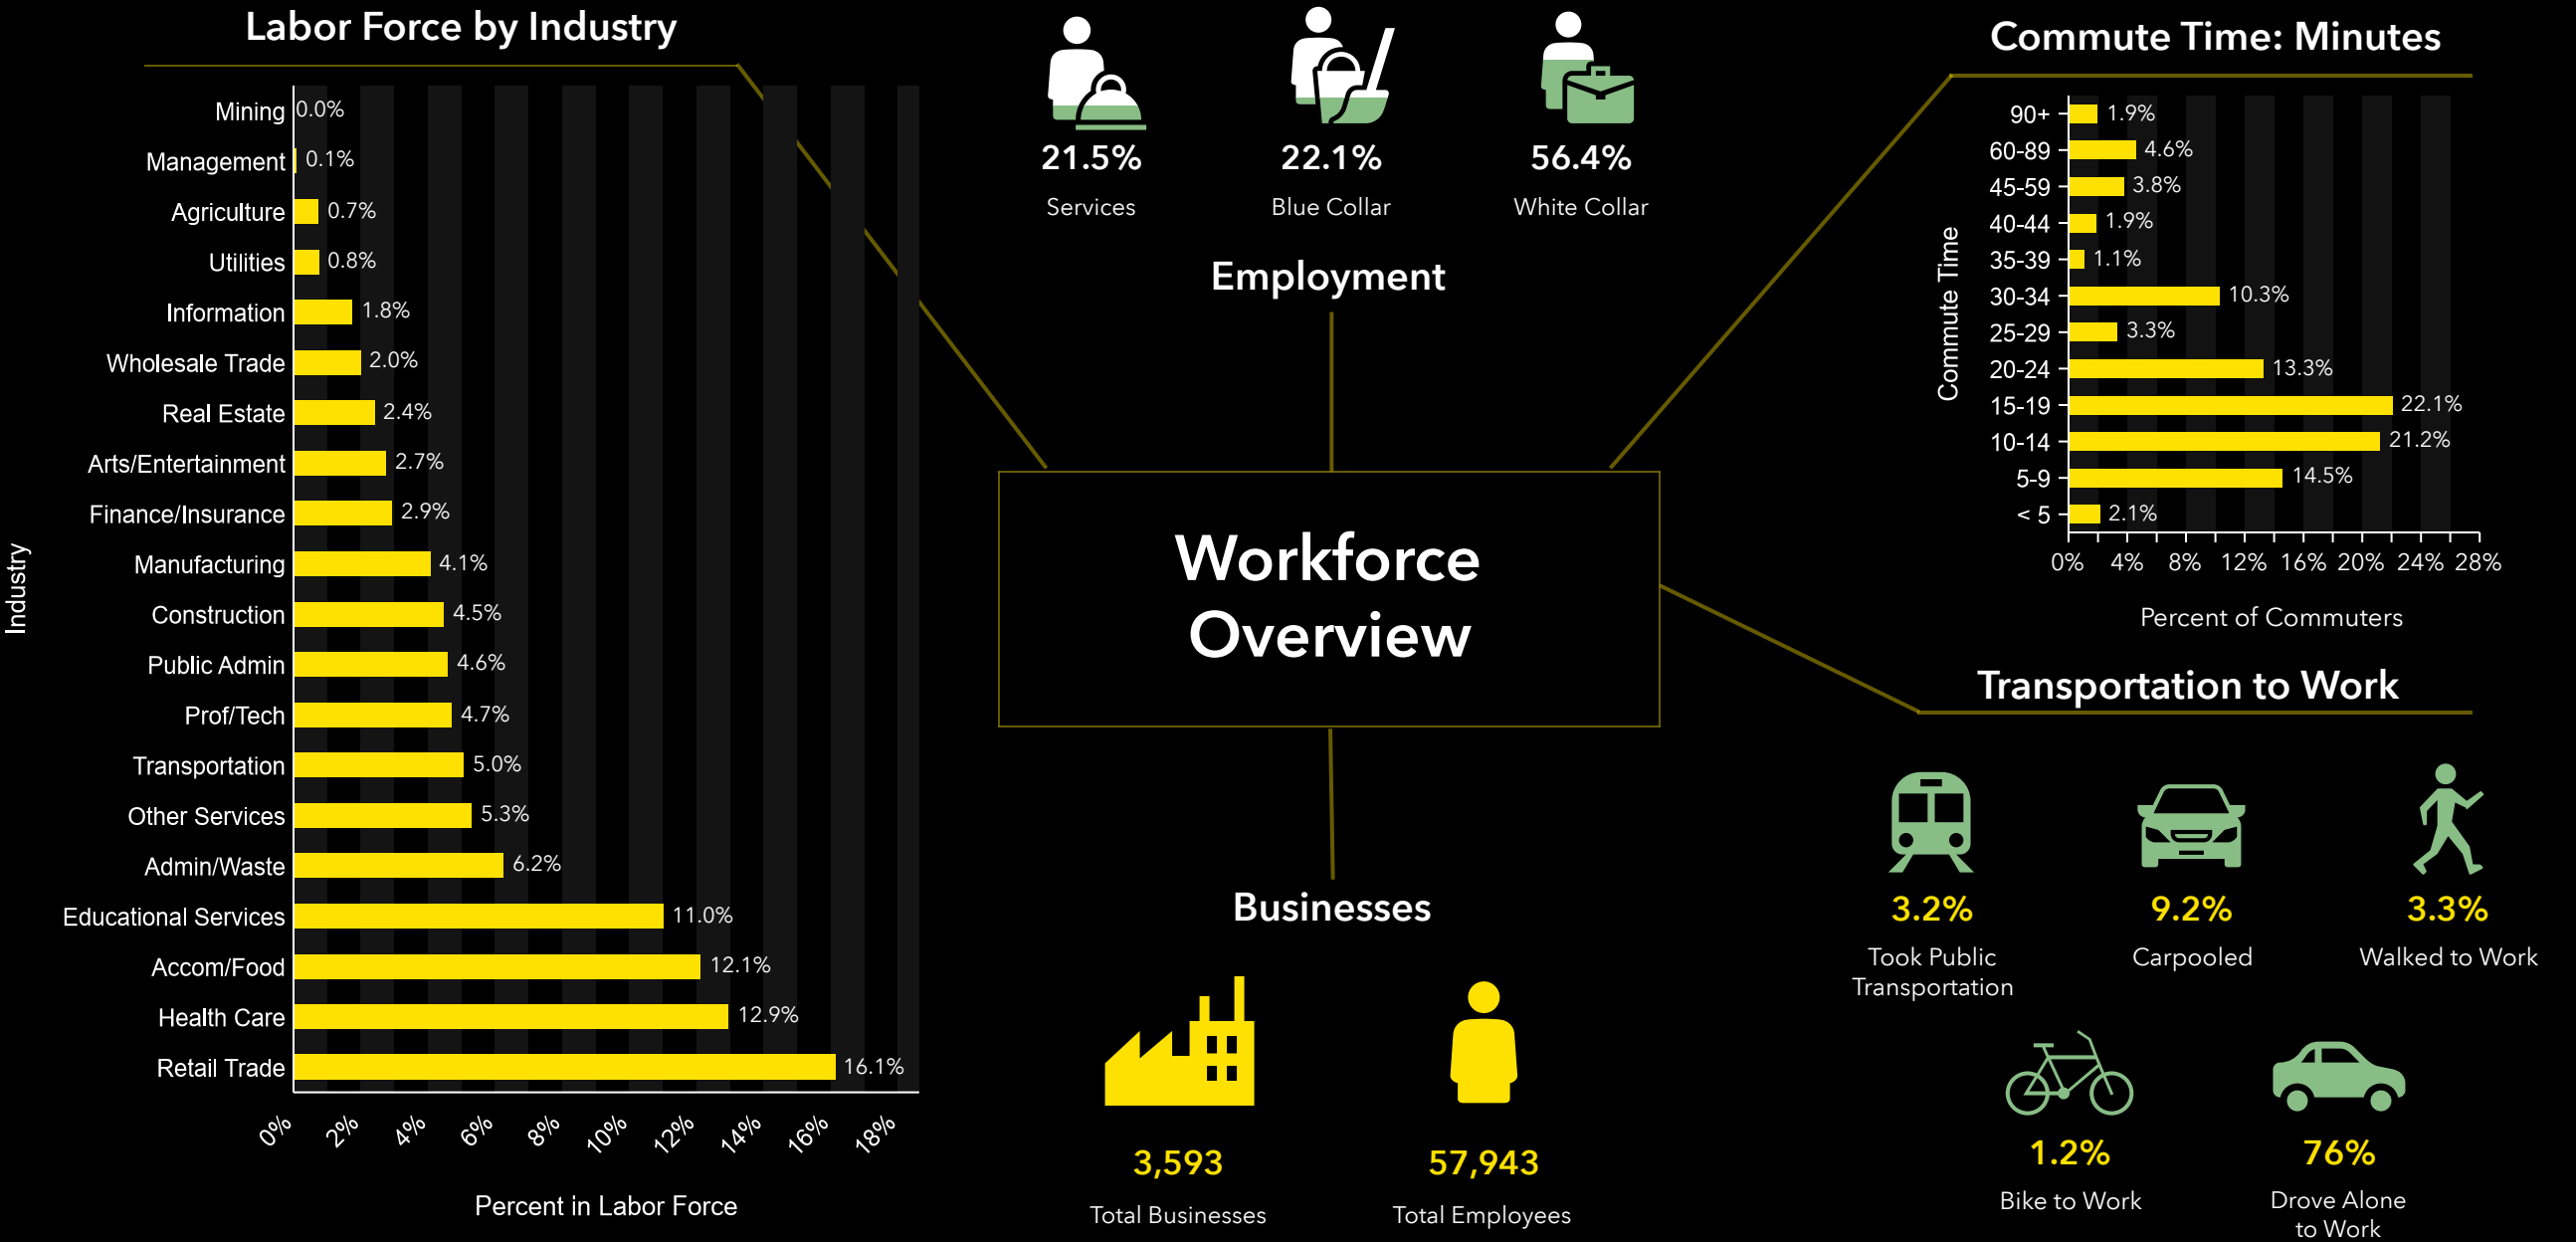 Labor Force by Industry
Industry
Mining 0.0%
Management 0.1%
Agriculture 0.7%
Utilities 0.8%
Information 1.8%
Wholesale Trade 2.0%
Real Estate 2.4%
Arts/Entertainment 2.7%
Finance/Insurance 2.9%
Manufacturing 4.1%
Construction 4.5%
Public Admin 4.6%
Prof/Tech 4.7%
Transportation 5.0%
Other Services 5.3%
Admin/Waste 6.2%
Educational Services 11.0%
Accom/Food 12.1%
Health Care 12.9%
Retail Trade 16.1%
0% 2% 4% 6% 8% 10% 12% 14% 16% 18%
Percent in Labor Force
21.5% 22.1% 56.4%
Services Blue Collar White Collar
Employment
Workforce
Overview
Businesses
3,593 57,943
Total Businesses Total Employees
Commute Time: Minutes
Commute Time
90+ 1.9%
60-89 4.6%
45-59 3.8%
40-44 1.9%
35-39 1.1%
30-34 10.3%
25-29 3.3%
20-24 13.3%
15-19 22.1%
10-14 21.2%
5-9 14.5%
< 5 2.1%
0% 4% 8% 12% 16% 20% 24% 28%
Percent of Commuters
Transportation to Work
3.2% 9.2% 3.3%
Took Public Carpooled Walked to Work
Transportation
1.2% 76%
Bike to Work Drove Alone
to Work